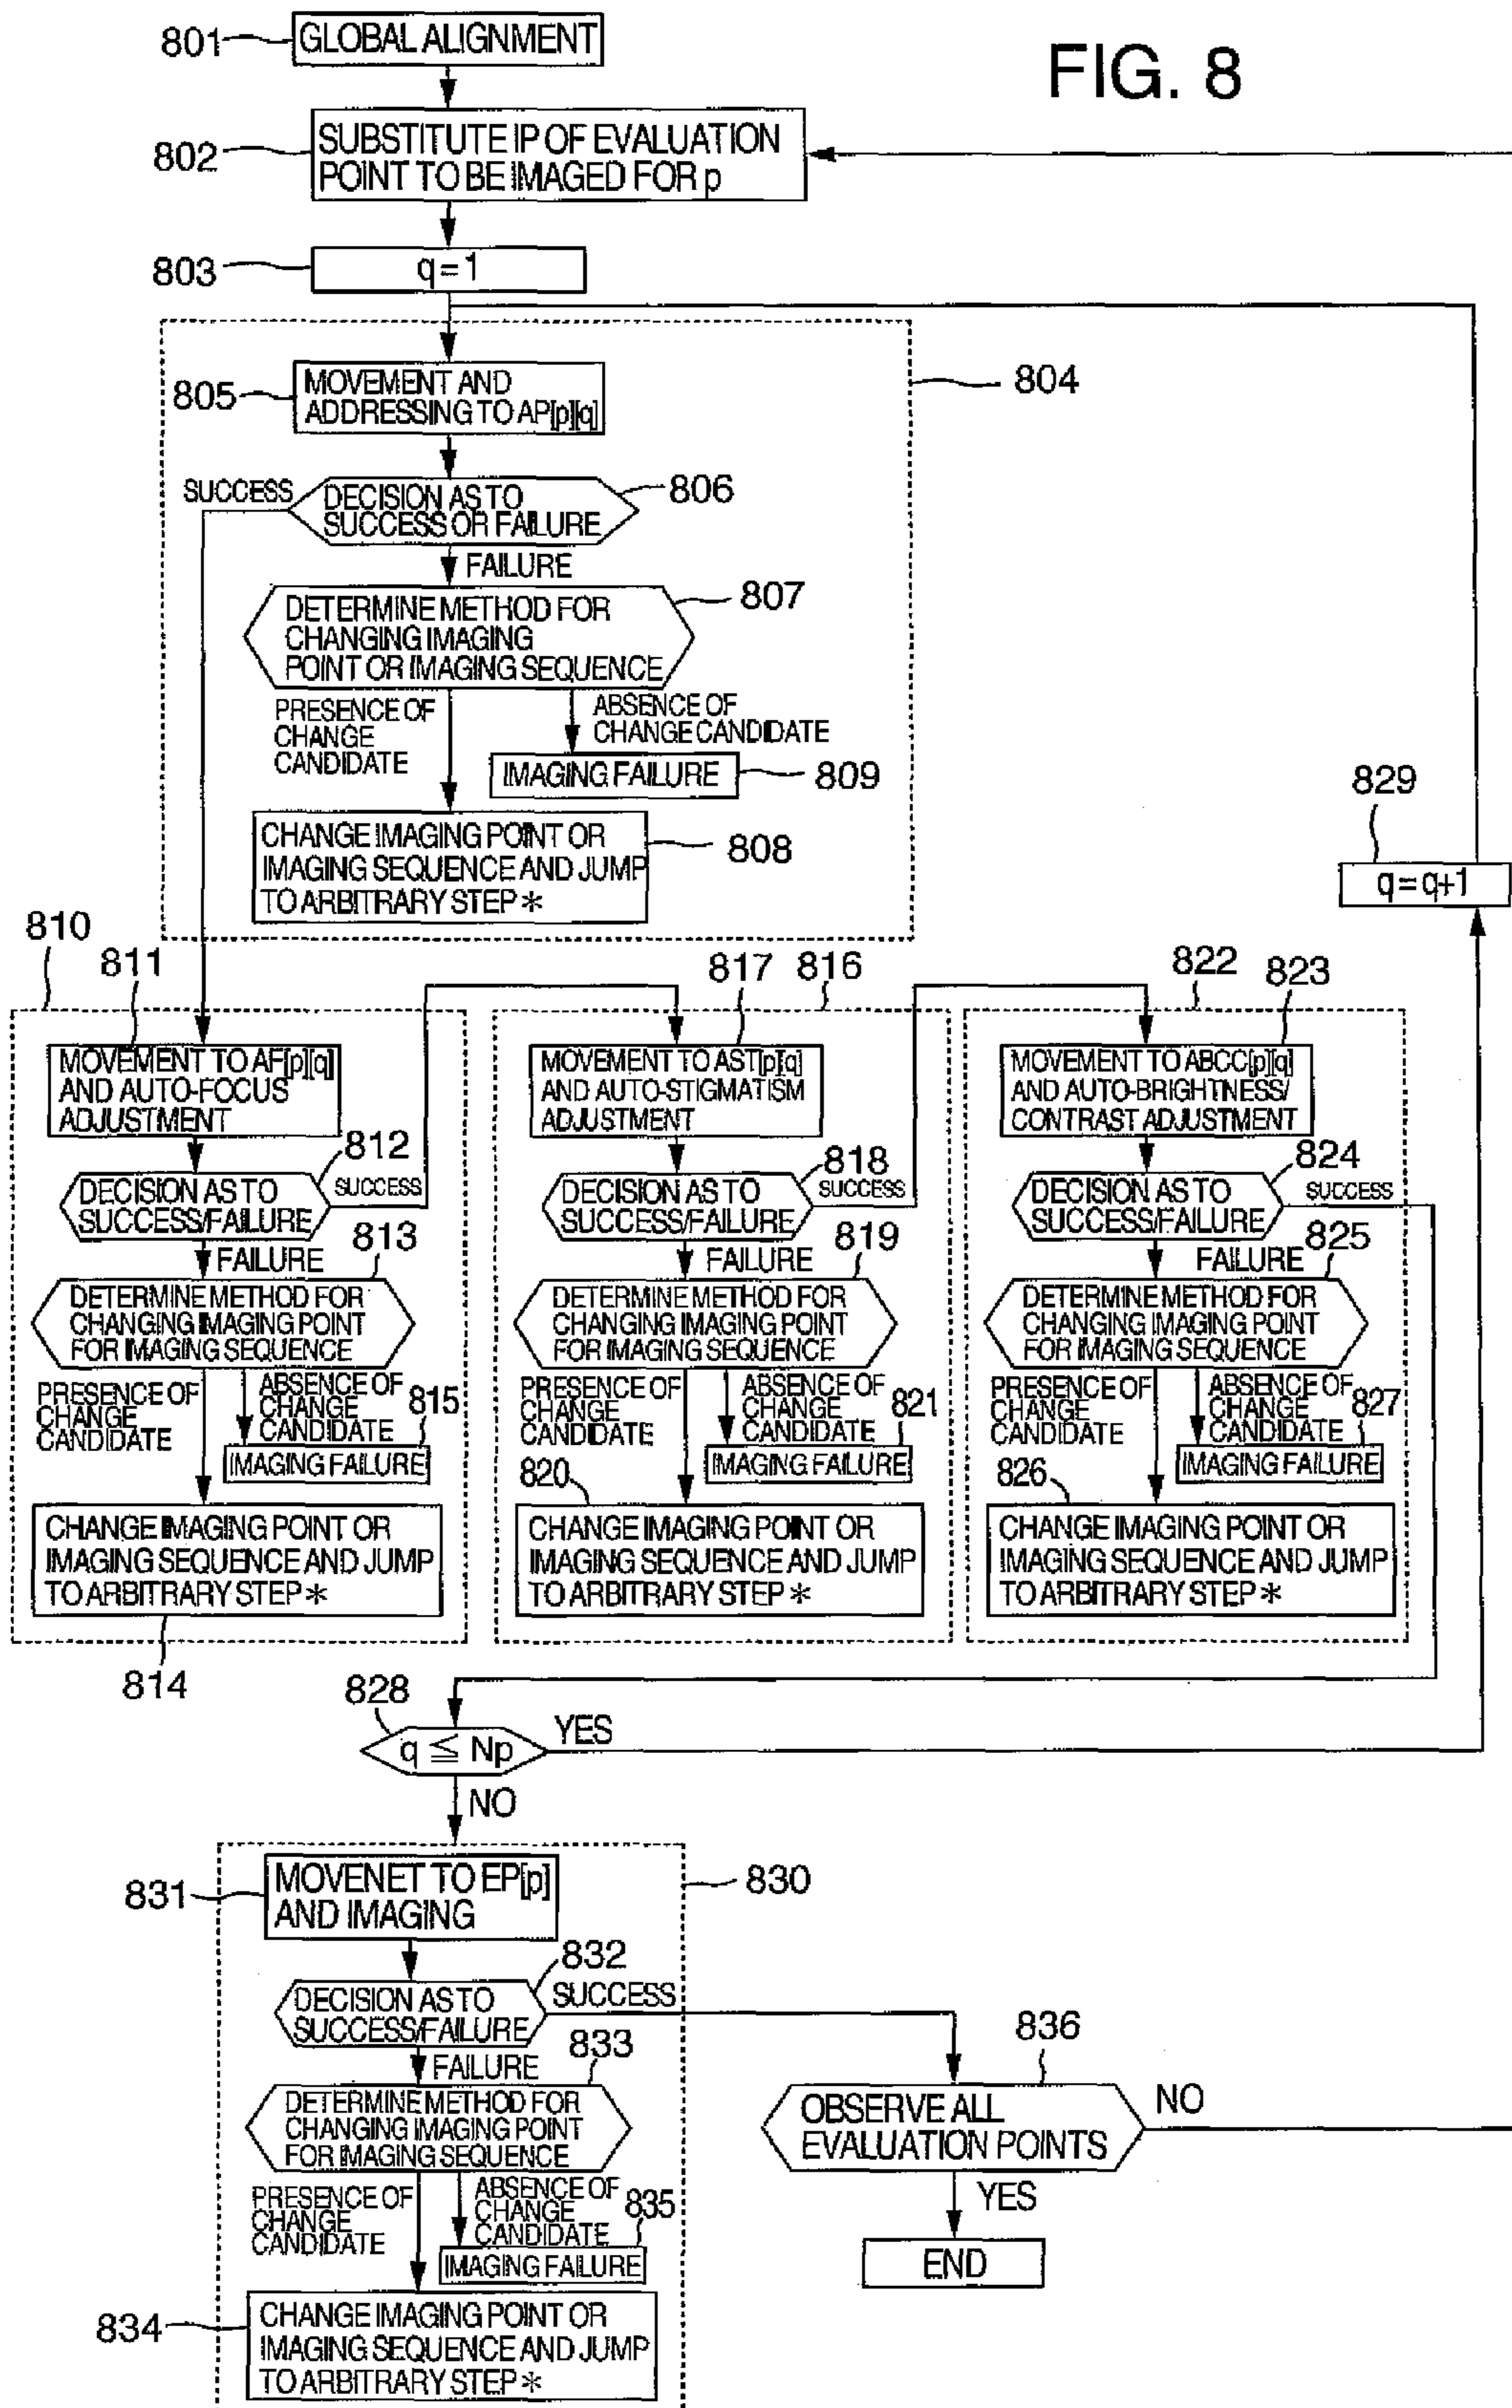 FIG. 8
801
GLOBAL ALIGNMENT
802
SUBSTITUTE IP OF EVALUATION
POINT TO BE IMAGED FOR p
803
q=1
804
805
MOVEMENT AND
ADDRESSING TO AP[p][q]
SUCCESS
DECISION AS TO
SUCCESS OR FAILURE
806
FAILURE
DETERMINE METHOD FOR
CHANGING IMAGING
POINT OR IMAGING SEQUENCE
807
PRESENCE OF
CHANGE
CANDIDATE
ABSENCE OF
CHANGE CANDIDATE
IMAGING FAILURE
809
CHANGE IMAGING POINT OR
IMAGING SEQUENCE AND JUMP
TO ARBITRARY STEP *
808
829
q=q+1
810
811
MOVEMENT TO AF[p][q]
AND AUTO-FOCUS
ADJUSTMENT
812
DECISION AS TO
SUCCESS/FAILURE
SUCCESS
FAILURE
813
DETERMINE METHOD FOR
CHANGING IMAGING POINT
FOR IMAGING SEQUENCE
PRESENCE OF
CHANGE
CANDIDATE
ABSENCE OF
CHANGE
CANDIDATE
815
IMAGING FAILURE
CHANGE IMAGING POINT OR
IMAGING SEQUENCE AND JUMP
TO ARBITRARY STEP *
814
817
816
MOVEMENT TO AST[p][q]
AND AUTO-STIGMATISM
ADJUSTMENT
818
DECISION AS TO
SUCCESS/FAILURE
SUCCESS
FAILURE
819
DETERMINE METHOD FOR
CHANGING IMAGING POINT
FOR IMAGING SEQUENCE
PRESENCE OF
CHANGE
CANDIDATE
ABSENCE OF
CHANGE
CANDIDATE
821
IMAGING FAILURE
820
CHANGE IMAGING POINT OR
IMAGING SEQUENCE AND JUMP
TO ARBITRARY STEP *
822
823
MOVEMENT TO ABCC[p][q]
AND AUTO-BRIGHTNESS/
CONTRAST ADJUSTMENT
824
DECISION AS TO
SUCCESS/FAILURE
SUCCESS
FAILURE
825
DETERMINE METHOD FOR
CHANGING IMAGING POINT
FOR IMAGING SEQUENCE
PRESENCE OF
CHANGE
CANDIDATE
ABSENCE OF
CHANGE
CANDIDATE
827
IMAGING FAILURE
826
CHANGE IMAGING POINT OR
IMAGING SEQUENCE AND JUMP
TO ARBITRARY STEP *
828
q ≦ Np
YES
NO
830
831
MOVENET TO EP[p]
AND IMAGING
832
DECISION AS TO
SUCCESS/FAILURE
SUCCESS
FAILURE
833
DETERMINE METHOD FOR
CHANGING IMAGING POINT
FOR IMAGING SEQUENCE
PRESENCE OF
CHANGE
CANDIDATE
ABSENCE OF
CHANGE
CANDIDATE
835
IMAGING FAILURE
834
CHANGE IMAGING POINT OR
IMAGING SEQUENCE AND JUMP
TO ARBITRARY STEP *
836
OBSERVE ALL
EVALUATION POINTS
NO
YES
END